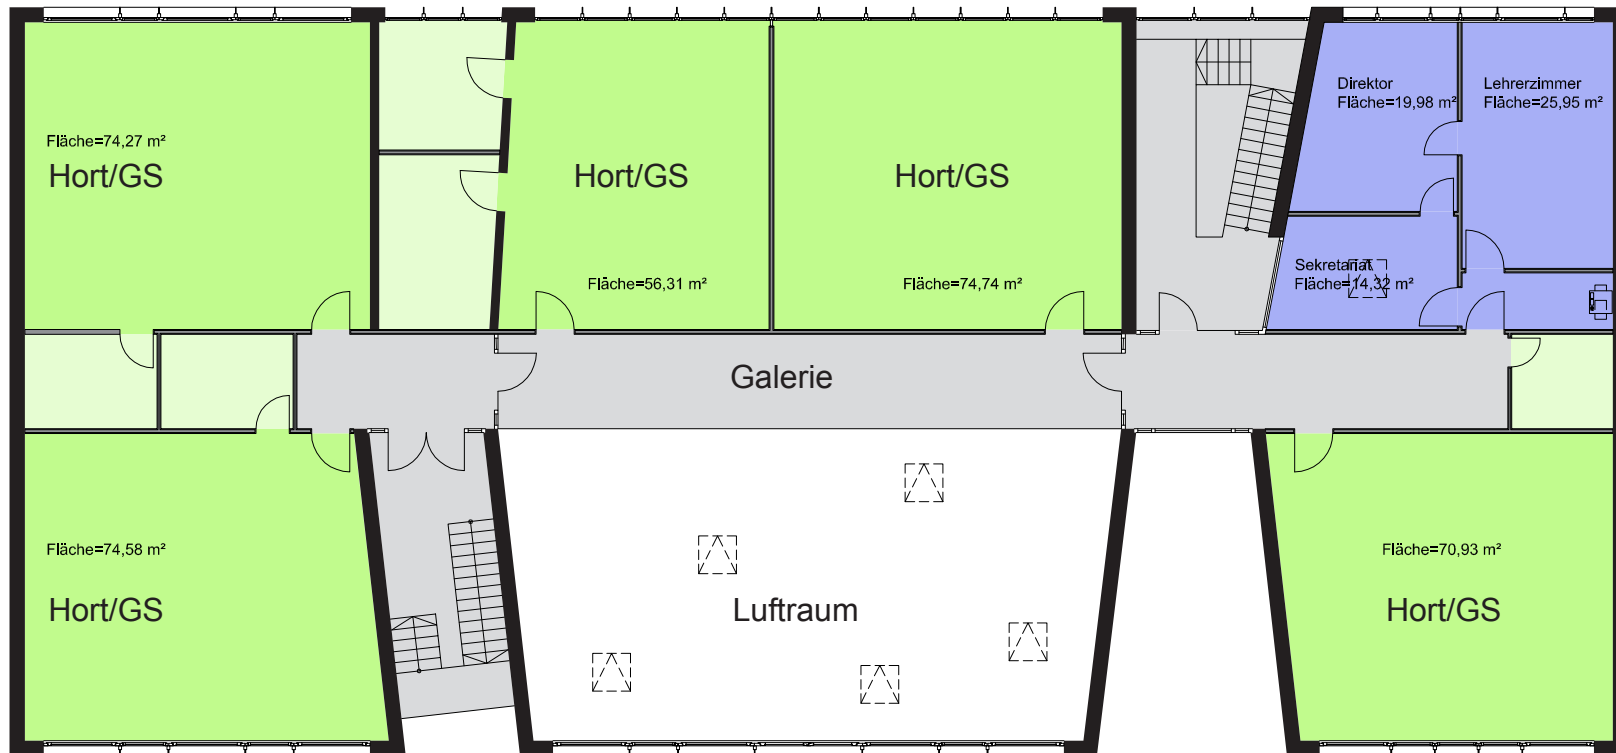 Direktor
Fläche=19,98 m²
Lehrerzimmer
Fläche=25,95 m²
Fläche=74,27 m²
Hort/GS
Hort/GS
Hort/GS
Fläche=56,31 m²
Fläche=74,74 m²
Sekretariat
Fläche=14,32 m²
Galerie
Fläche=74,58 m²
Hort/GS
Luftraum
Fläche=70,93 m²
Hort/GS